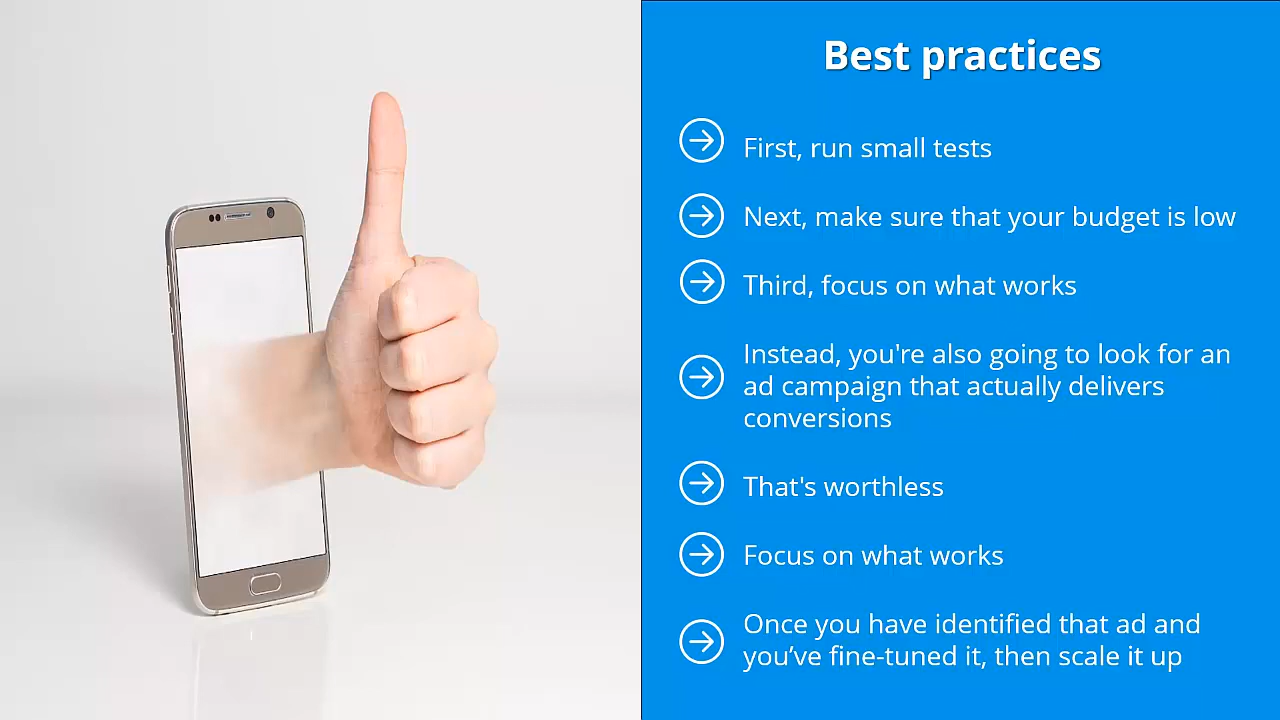 Best practices
First, run small tests
Next, make sure that your budget is low
Third, focus on what works
Instead, you're also going to look for an
ad campaign that actually delivers
conversions
That's worthless
Focus on what works
Once you have identified that ad and
you’ve fine-tuned it, then scale it up